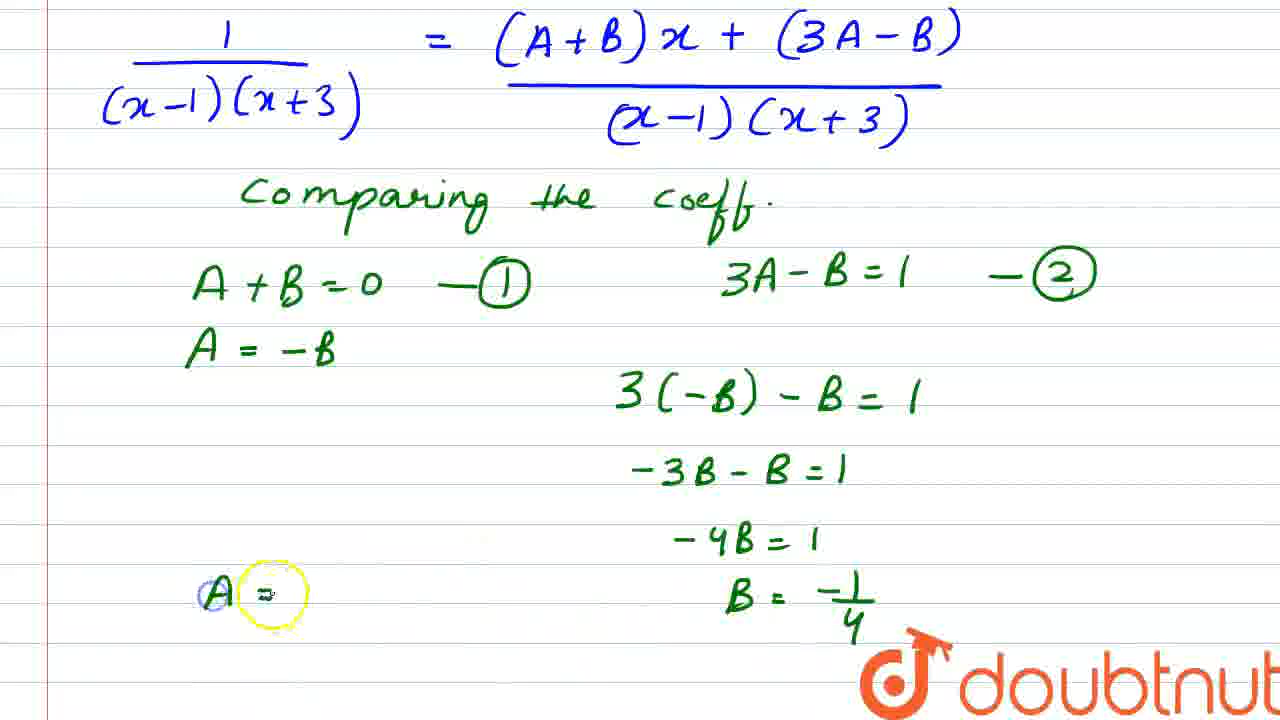 1/((x-1)(x+3)) = ((A+B)x + (3A-B))/((x-1)(x+3))
Comparing the coeff.
A+B=0 —① 3A-B=1 —②
A = -B
3(-B) - B = 1
-3B - B = 1
-4B = 1
A = B = -1/4
doubtnut